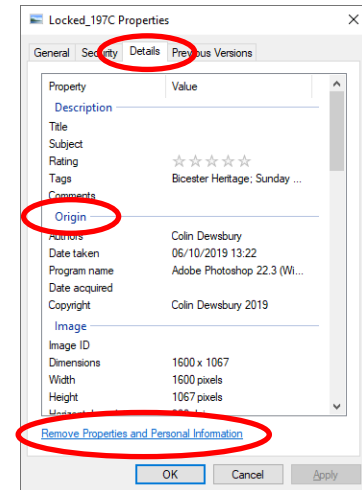 Locked_197C Properties
General Security Details Previous Versions
Property Value
Description
Title
Subject
Rating
Tags Bicester Heritage; Sunday ...
Comments
Origin
Authors Colin Dewsbury
Date taken 06/10/2019 13:22
Program name Adobe Photoshop 22.3 (Wi...
Date acquired
Copyright Colin Dewsbury 2019
Image
Image ID
Dimensions 1600 x 1067
Width 1600 pixels
Height 1067 pixels
Remove Properties and Personal Information
OK Cancel Apply